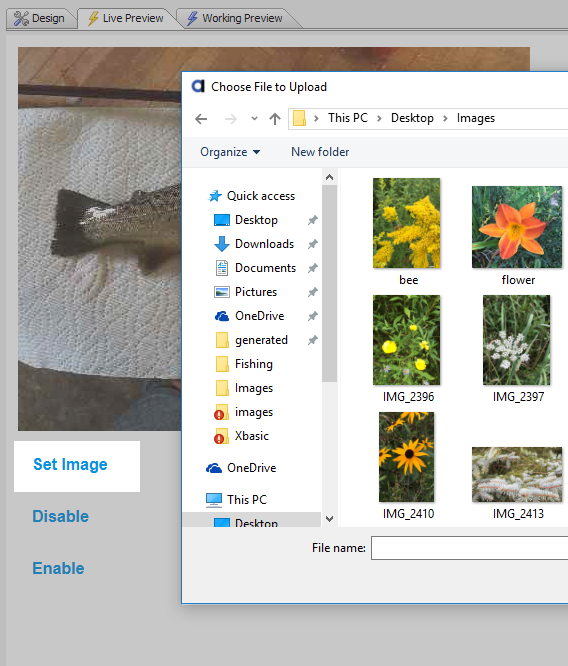 Design
Live Preview
Working Preview
Choose File to Upload
This PC
Desktop
Images
Organize
New folder
Quick access
Desktop
Downloads
Documents
Pictures
OneDrive
generated
Fishing
Images
images
Xbasic
OneDrive
This PC
Desktop
bee
flower
IMG_2396
IMG_2397
IMG_2410
IMG_2413
File name:
Set Image
Disable
Enable